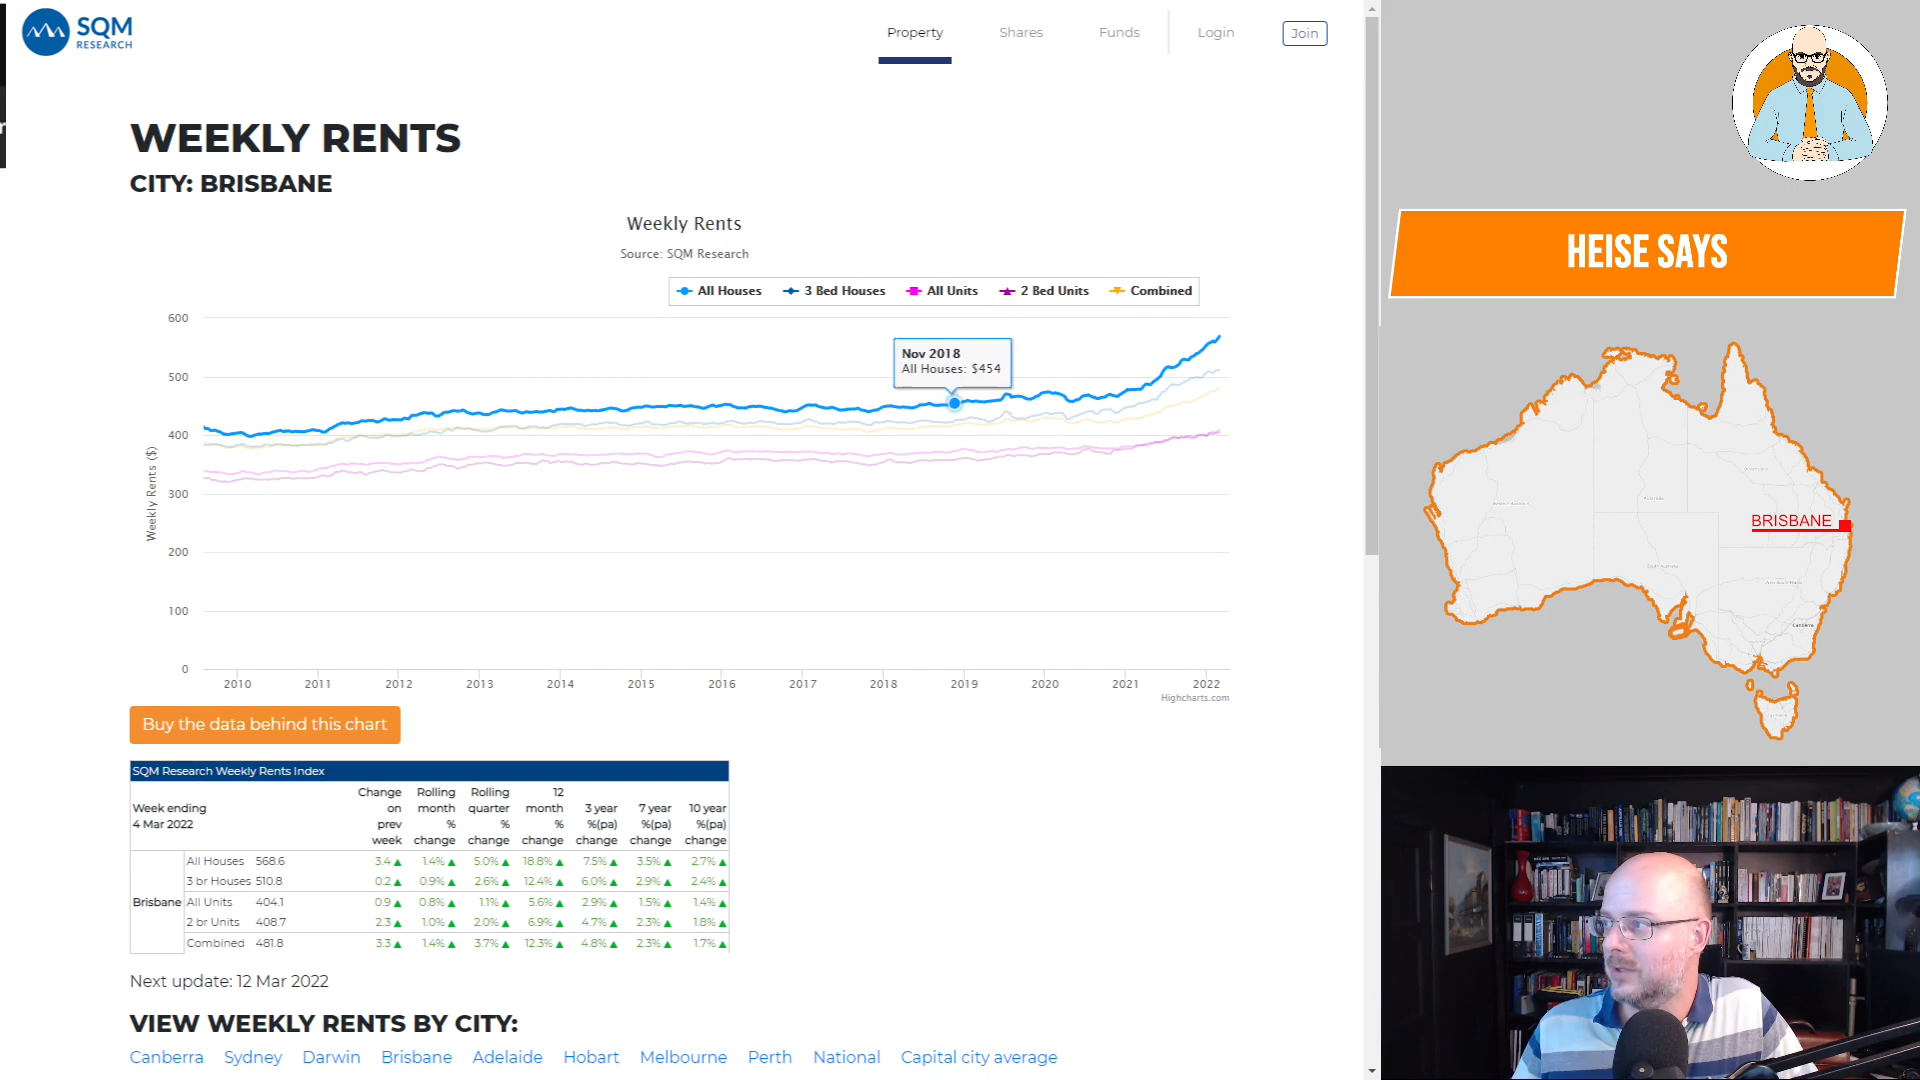 SQM
RESEARCH
Property
Shares
Funds
Login
Join
WEEKLY RENTS
CITY: BRISBANE
Weekly Rents
Source: SQM Research
All Houses
3 Bed Houses
All Units
2 Bed Units
Combined
600
500
400
300
200
100
0
Weekly Rents ($)
Nov 2018
All Houses: $454
2010 2011 2012 2013 2014 2015 2016 2017 2018 2019 2020 2021 2022
Highcharts.com
Buy the data behind this chart
SQM Research Weekly Rents Index
Week ending
4 Mar 2022
Change on prev week
Rolling month % change
Rolling quarter % change
12 month % change
3 year %(pa) change
7 year %(pa) change
10 year %(pa) change
Brisbane
All Houses 568.6 3.4 ▲ 1.4% ▲ 5.0% ▲ 18.8% ▲ 7.5% ▲ 3.5% ▲ 2.7% ▲
3 br Houses 510.8 0.2 ▲ 0.9% ▲ 2.6% ▲ 12.4% ▲ 6.0% ▲ 2.9% ▲ 2.4% ▲
All Units 404.1 0.9 ▲ 0.8% ▲ 1.1% ▲ 5.6% ▲ 2.9% ▲ 1.5% ▲ 1.4% ▲
2 br Units 408.7 2.3 ▲ 1.0% ▲ 2.0% ▲ 6.9% ▲ 4.7% ▲ 2.3% ▲ 1.8% ▲
Combined 481.8 3.3 ▲ 1.4% ▲ 3.7% ▲ 12.3% ▲ 4.8% ▲ 2.3% ▲ 1.7% ▲
Next update: 12 Mar 2022
VIEW WEEKLY RENTS BY CITY:
Canberra Sydney Darwin Brisbane Adelaide Hobart Melbourne Perth National Capital city average
HEISE SAYS
BRISBANE
Australia
South Australia
Canberra